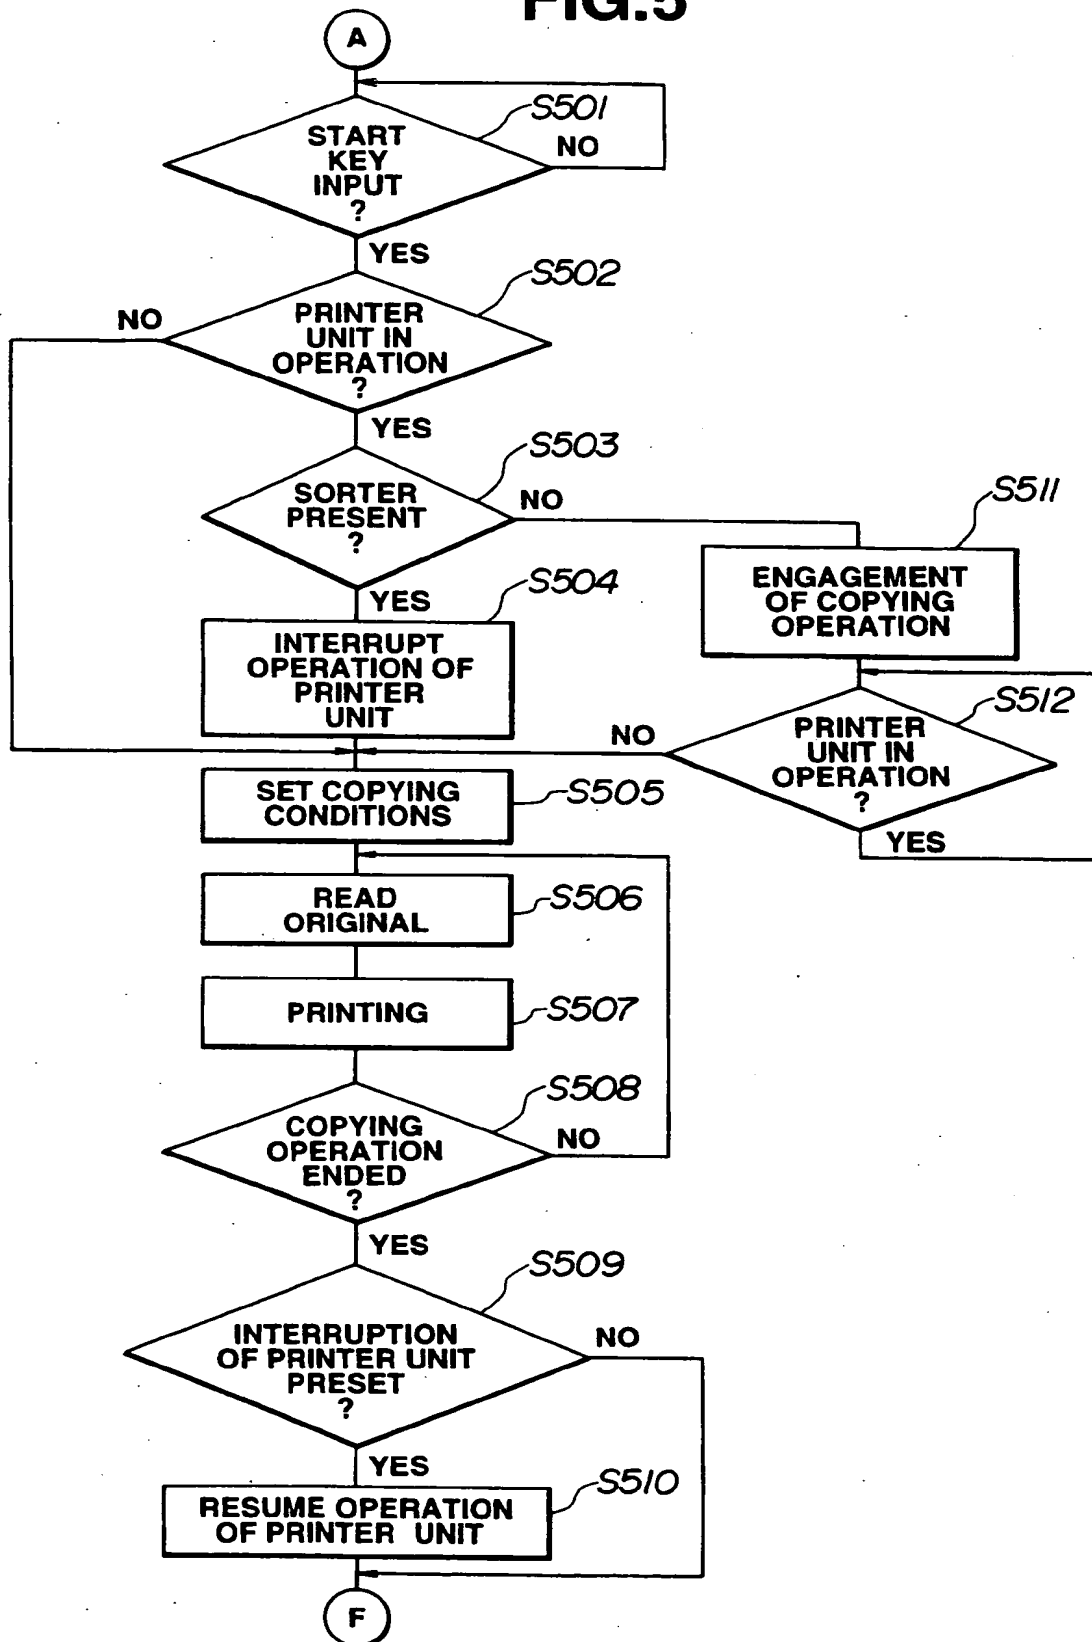 FIG.5
A
S501
START
KEY
INPUT
?
NO
YES
S502
NO
PRINTER
UNIT IN
OPERATION
?
YES
S503
SORTER
PRESENT
?
NO
S511
YES
S504
ENGAGEMENT
OF COPYING
OPERATION
INTERRUPT
OPERATION OF
PRINTER
UNIT
S512
NO
PRINTER
UNIT IN
OPERATION
?
YES
SET COPYING
CONDITIONS
S505
READ
ORIGINAL
S506
PRINTING
S507
S508
COPYING
OPERATION
ENDED
?
NO
YES
S509
INTERRUPTION
OF PRINTER UNIT
PRESET
?
NO
YES
S510
RESUME OPERATION
OF PRINTER UNIT
F